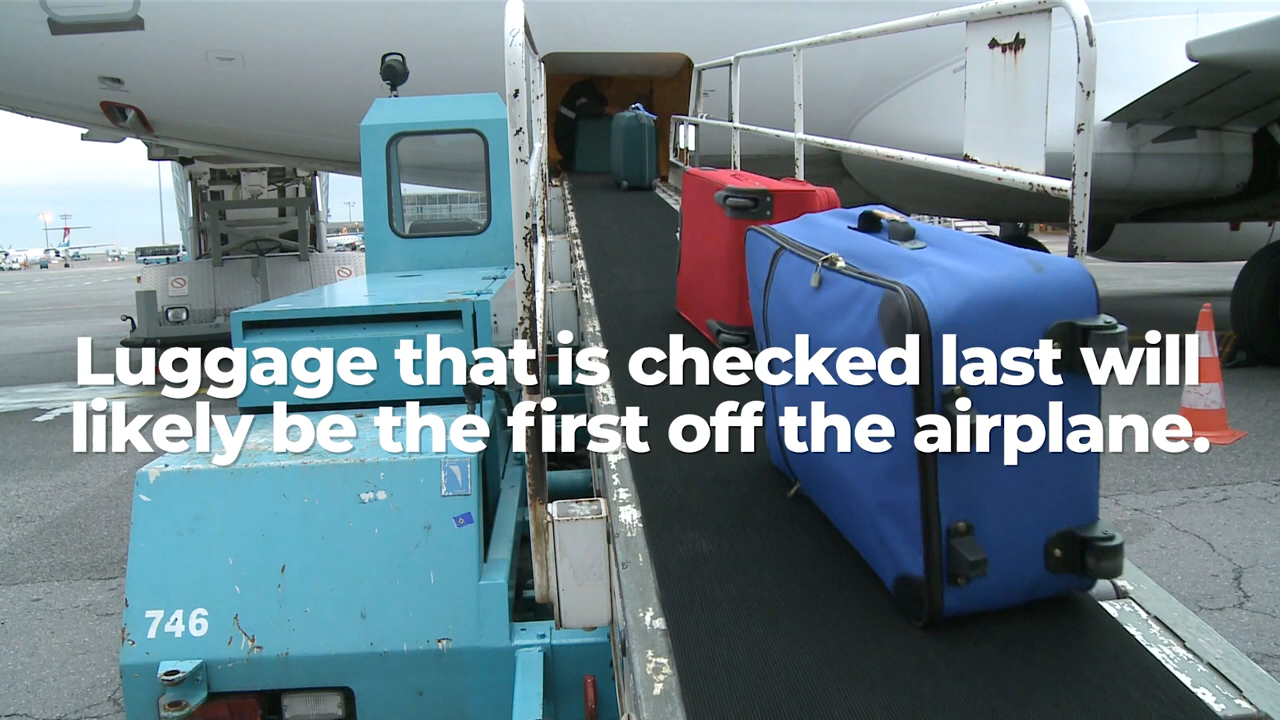 Luggage that is checked last will
likely be the first off the airplane.
746